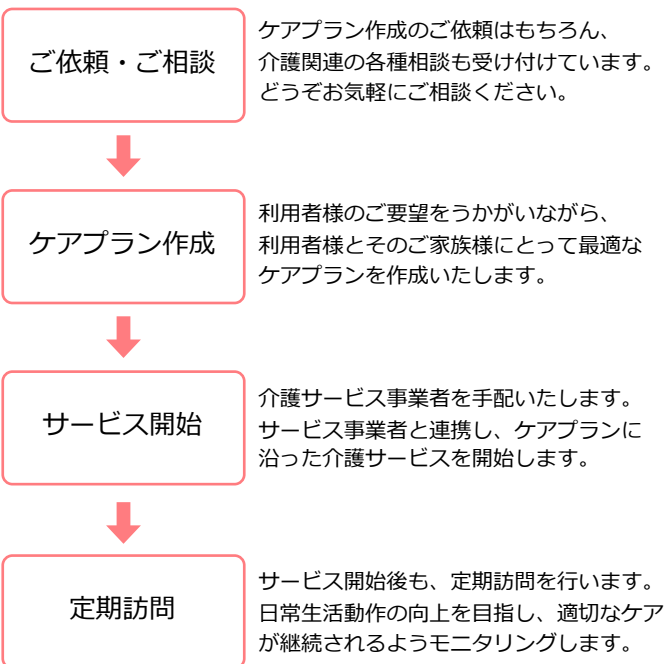 ご依頼・ご相談
ケアプラン作成のご依頼はもちろん、
介護関連の各種相談も受け付けています。
どうぞお気軽にご相談ください。
ケアプラン作成
利用者様のご要望をうかがいながら、
利用者様とそのご家族様にとって最適な
ケアプランを作成いたします。
サービス開始
介護サービス事業者を手配いたします。
サービス事業者と連携し、ケアプランに
沿った介護サービスを開始します。
定期訪問
サービス開始後も、定期訪問を行います。
日常生活動作の向上を目指し、適切なケア
が継続されるようモニタリングします。